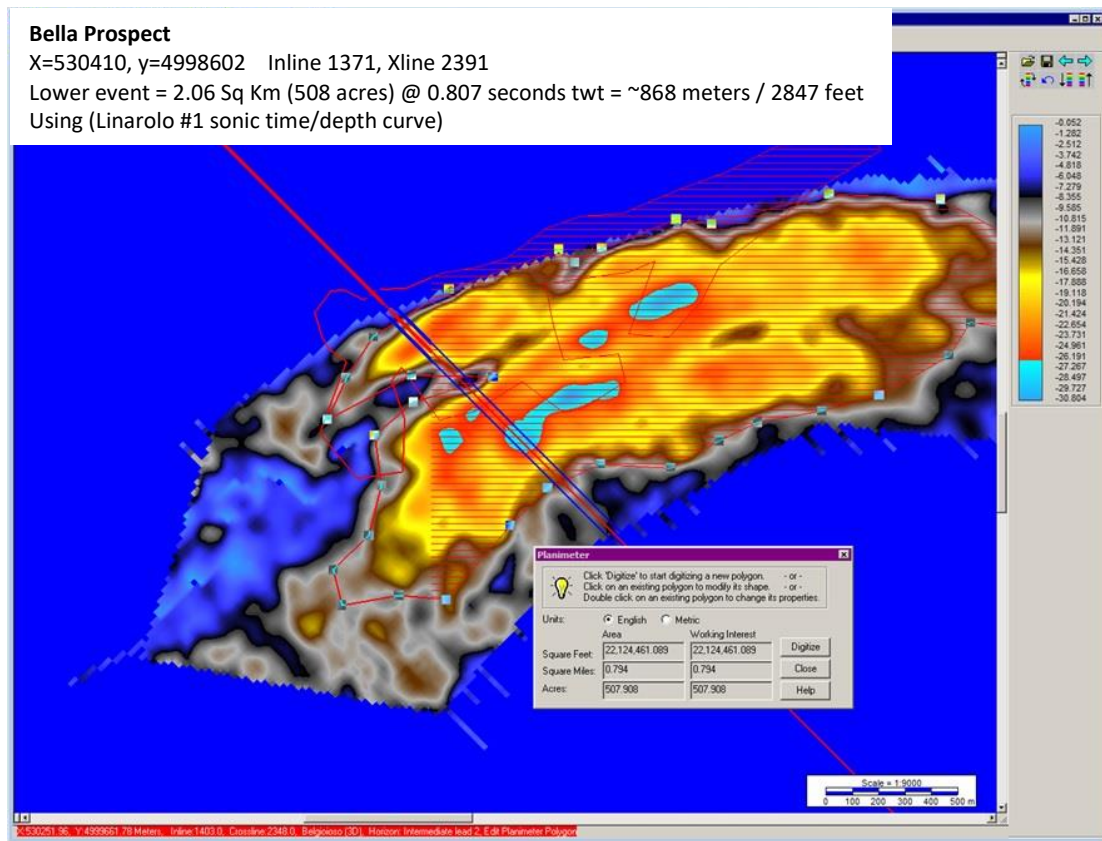 Bella Prospect
X=530410, y=4998602 Inline 1371, Xline 2391
Lower event = 2.06 Sq Km (508 acres) @ 0.807 seconds twt = ~868 meters / 2847 feet
Using (Linarolo #1 sonic time/depth curve)
-0.052
-1.282
-2.512
-3.742
-4.818
-6.048
-7.279
-8.355
-9.585
-10.815
-11.891
-13.121
-14.351
-15.428
-16.658
-17.888
-19.118
-20.194
-21.424
-22.654
-23.731
-24.961
-26.191
-27.267
-28.497
-29.727
-30.804
Planimeter
Click 'Digitize' to start digitizing a new polygon. - or -
Click on an existing polygon to modify its shape. - or -
Double click on an existing polygon to change its properties.
Units: English Metric
Area Working Interest
Square Feet: 22,124,461.089 22,124,461.089 Digitize
Square Miles: 0.794 0.794 Close
Acres: 507.908 507.908 Help
Scale = 1:9000
0 100 200 300 400 500 m
X:530251.96, Y:4999661.78 Meters, Inline:1403.0, Crossline:2348.0, Belgioioso (3D), Horizon: Intermediate lead 2, Edit Planimeter Polygon